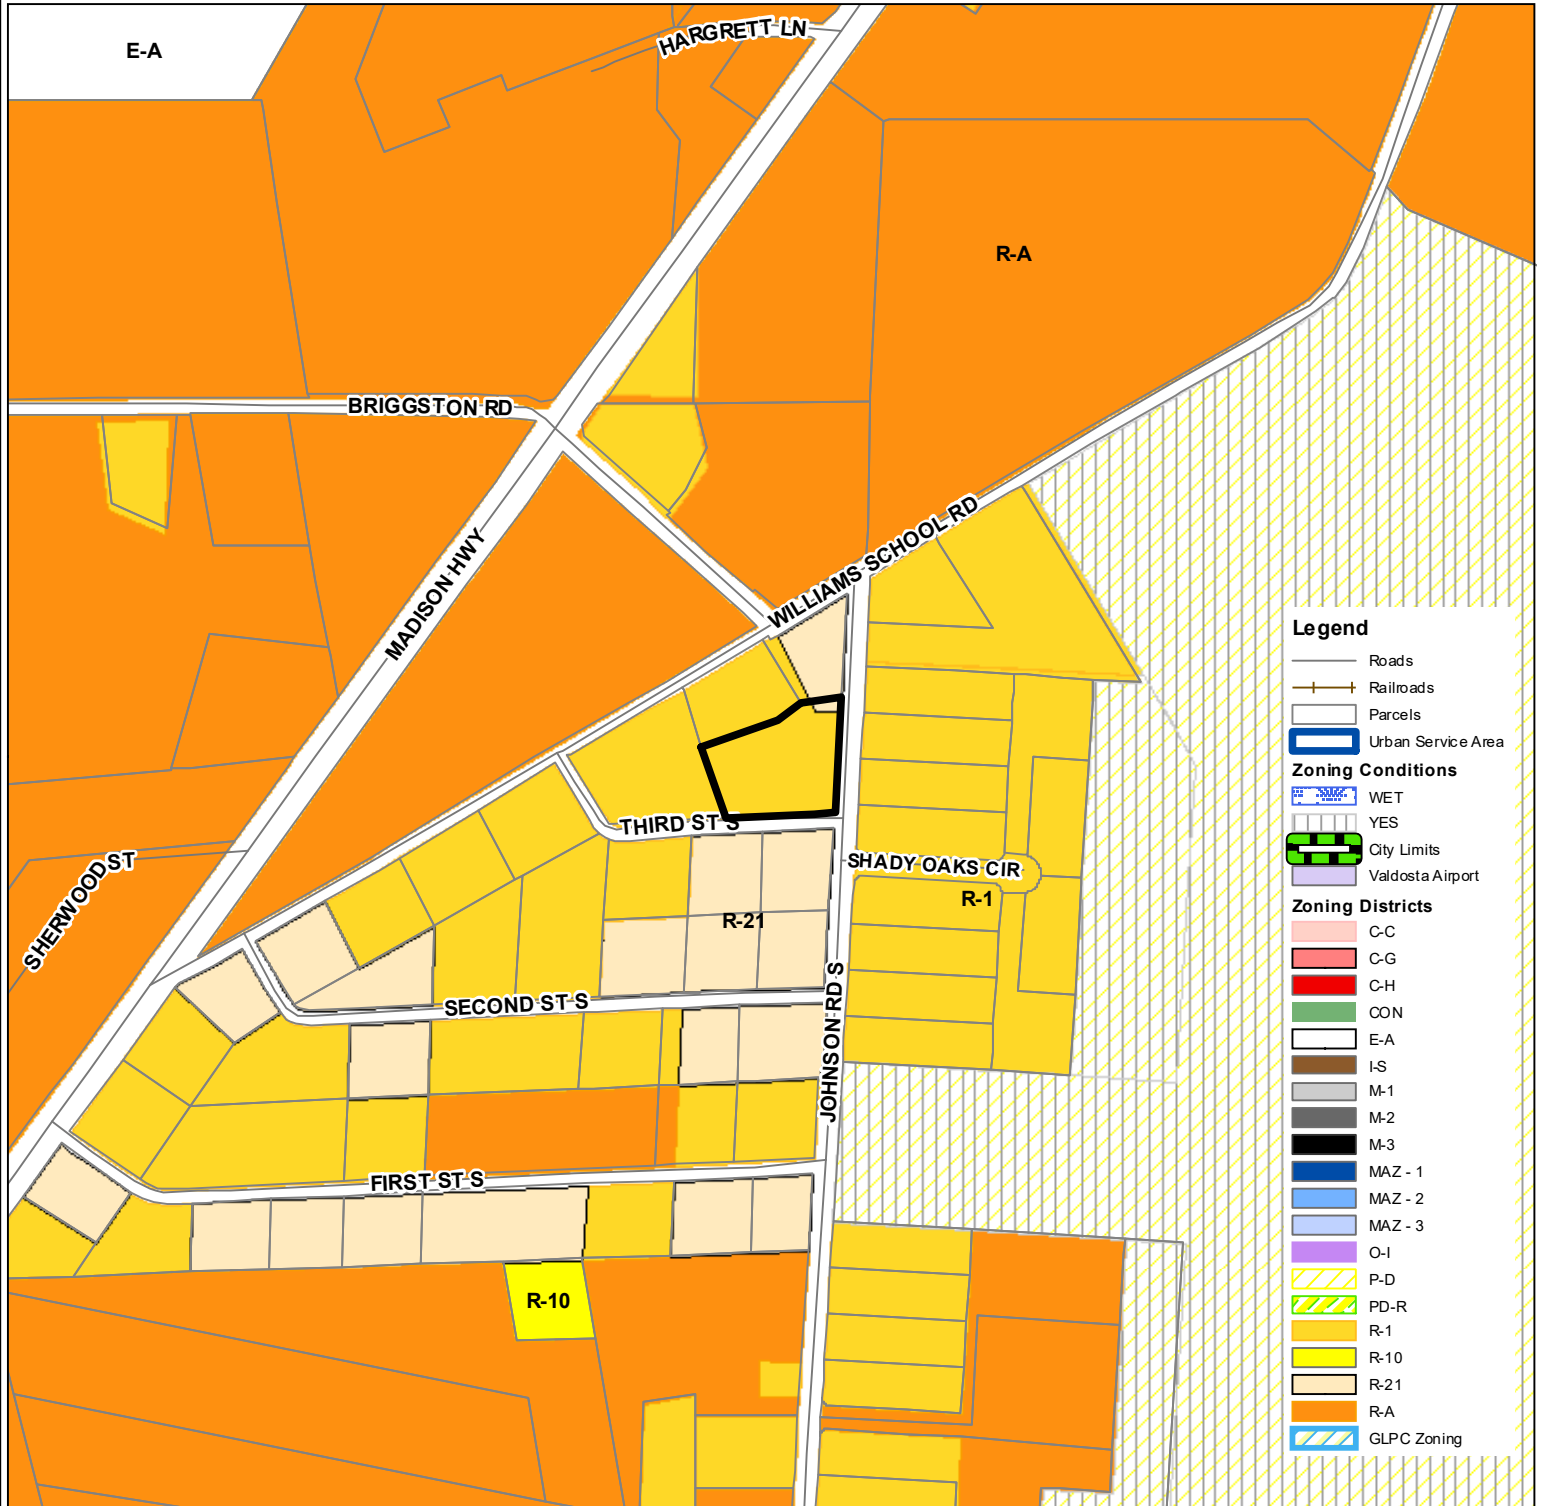 E-A
HARGRETT LN
R-A
BRIGGSTON RD
MADISON HWY
WILLIAMS SCHOOL RD
THIRD ST S
SHERWOOD ST
SHADY OAKS CIR
R-1
R-21
SECOND ST S
JOHNSON RD S
FIRST ST S
R-10
Legend
Roads
Railroads
Parcels
Urban Service Area
Zoning Conditions
WET
YES
City Limits
Valdosta Airport
Zoning Districts
C-C
C-G
C-H
CON
E-A
I-S
M-1
M-2
M-3
MAZ - 1
MAZ - 2
MAZ - 3
O-I
P-D
PD-R
R-1
R-10
R-21
R-A
GLPC Zoning